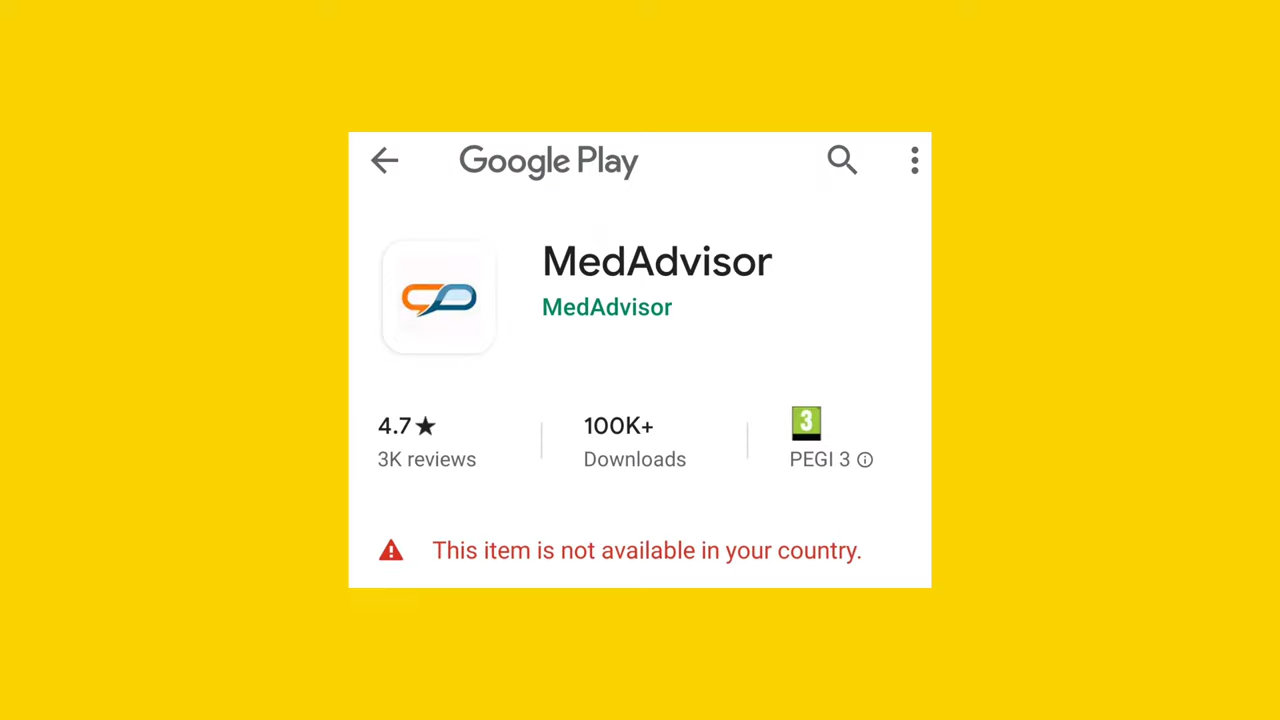 Google Play
MedAdvisor
MedAdvisor
4.7★
100K+
3
3K reviews
Downloads
PEGI 3
This item is not available in your country.